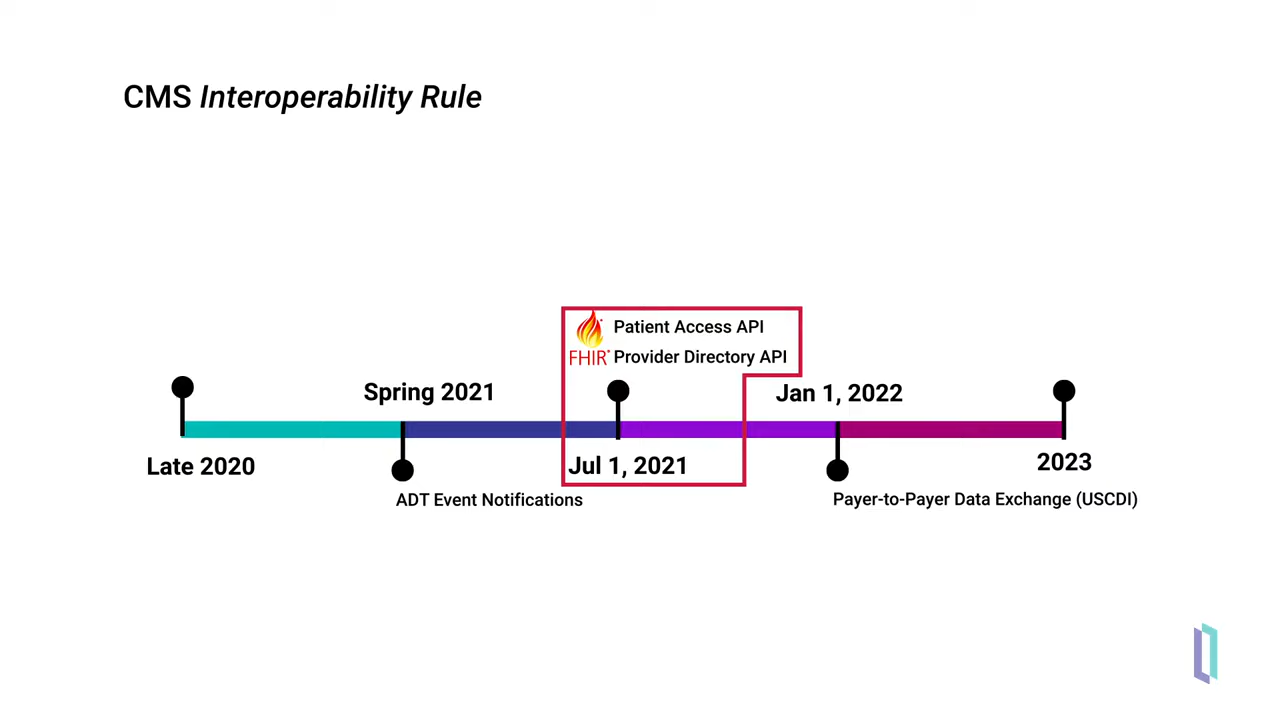 CMS Interoperability Rule
Patient Access API
FHIR® Provider Directory API
Spring 2021
Jan 1, 2022
Late 2020
Jul 1, 2021
2023
ADT Event Notifications
Payer-to-Payer Data Exchange (USCDI)